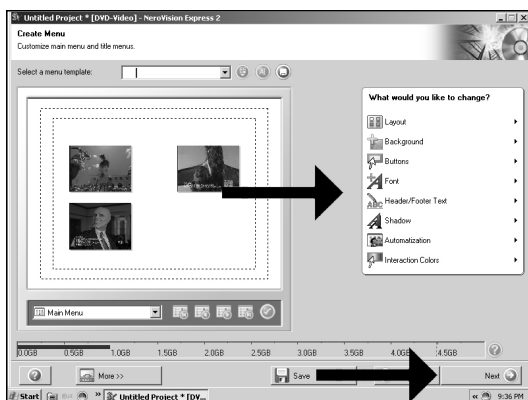 Untitled Project * [DVD-Video] - NeroVision Express 2
Create Menu
Customize main menu and title menus.
Select a menu template:
What would you like to change?
Layout
Background
Buttons
Font
Header/Footer Text
Shadow
Automatization
Interaction Colors
Main Menu
0.0GB 0.5GB 1.0GB 1.5GB 2.0GB 2.5GB 3.0GB 3.5GB 4.0GB 4.5GB
More >>
Save
Next
Start
Untitled Project * [DV...
9:36 PM